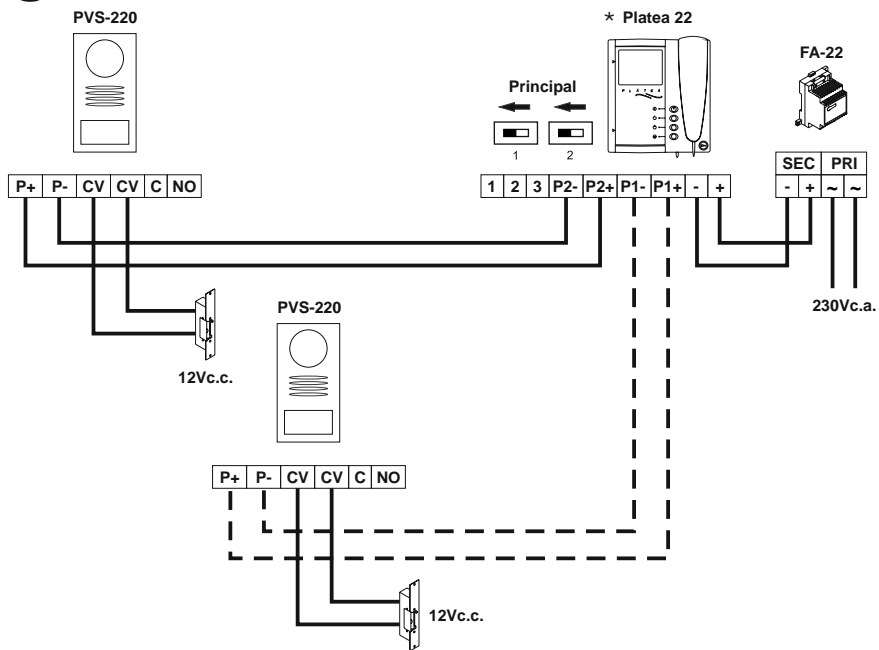 PVS-220
* Platea 22
FA-22
Principal
PLATEA
1 2
SEC PRI
P+ P- CV CV C NO
1 2 3 P2- P2+ P1- P1+ - +
- + ~ ~
230Vc.a.
12Vc.c.
PVS-220
P+ P- CV CV C NO
12Vc.c.